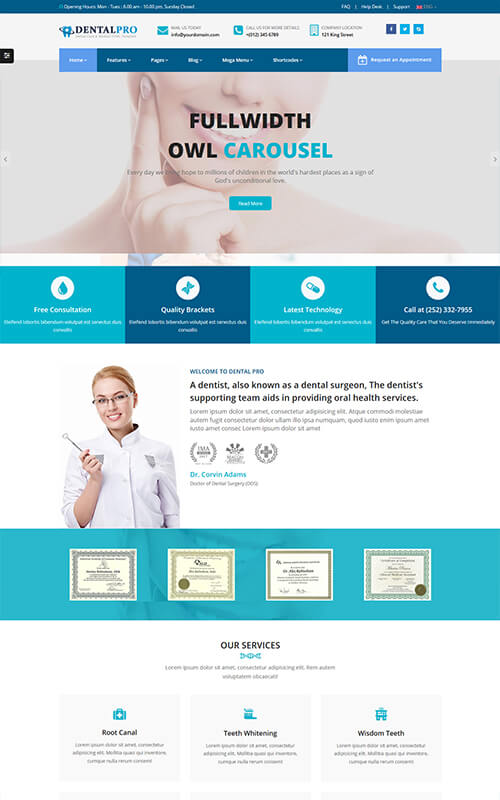 Opening Hours: Mon - Tues : 6.00 am - 10.00 pm, Sunday Closed
FAQ | Help Desk | Support ENG
DENTALPRO
MAIL US TODAY
info@yourdomain.com
CALL US FOR MORE DETAILS
+(012) 345 6789
COMPANY LOCATION
121 King Street
Home Features Pages Blog Mega Menu Shortcodes
Request an Appointment
FULLWIDTH
OWL CAROUSEL
Every day we bring hope to millions of children in the world's hardest places as a sign of
God's unconditional love.
Read More
Free Consultation
Eleifend lobortis bibendum volutpat est senectus duis
convallis
Quality Brackets
Eleifend lobortis bibendum volutpat est senectus duis
convallis
Latest Technology
Eleifend lobortis bibendum volutpat est senectus duis
convallis
Call at (252) 332-7955
Get The Quality Care That You Deserve Immediately
WELCOME TO DENTAL PRO
A dentist, also known as a dental surgeon, The dentist's
supporting team aids in providing oral health services.
Lorem ipsum dolor sit amet, consectetur adipisicing elit. Atque commodi molestiae
autem fugit consectetur dolor ullam illo ipsa numquam, quod iusto enim ipsum
amet iusto amet consec Lorem ipsum dolor sit amet
Dr. Corvin Adams
Doctor of Dental Surgery (DDS)
OUR SERVICES
Lorem ipsum dolor sit amet, consectetur adipisicing elit. Rem autem
voluptatem obcaecati!
Root Canal
Lorem ipsum dolor sit amet,
consectetur adipisicing elit.
Mollitia quasi qui inventore,
cumque rerum consent!
Teeth Whitening
Lorem ipsum dolor sit amet,
consectetur adipisicing elit.
Mollitia quasi qui inventore,
cumque rerum consent!
Wisdom Teeth
Lorem ipsum dolor sit amet,
consectetur adipisicing elit.
Mollitia quasi qui inventore,
cumque rerum consent!